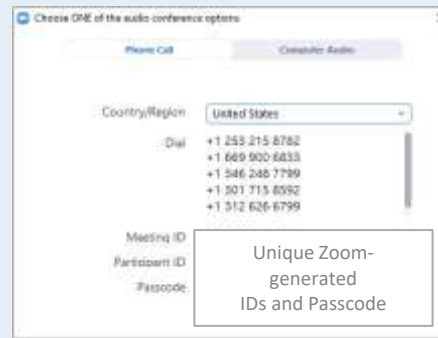 Choose ONE of the audio conference options
Phone Call
Computer Audio
Country/Region
United States
Dial
+1 253 215 8782
+1 669 900 6833
+1 346 248 7799
+1 301 715 8592
+1 312 626 6799
Meeting ID
Participant ID
Passcode
Unique Zoom-
generated
IDs and Passcode